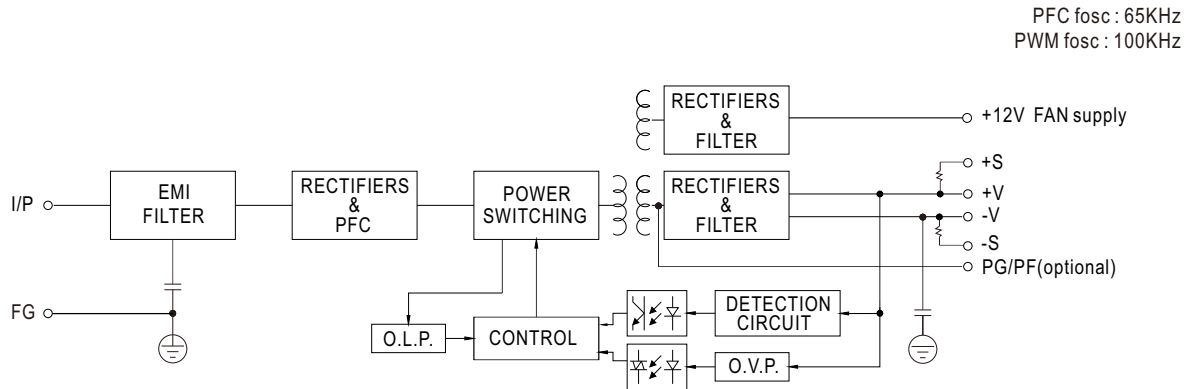 PFC fosc : 65KHz
PWM fosc : 100KHz
RECTIFIERS
&
FILTER
+12V FAN supply
I/P
EMI
FILTER
RECTIFIERS
&
PFC
POWER
SWITCHING
RECTIFIERS
&
FILTER
+S
+V
-V
-S
PG/PF(optional)
FG
O.L.P.
CONTROL
DETECTION
CIRCUIT
O.V.P.